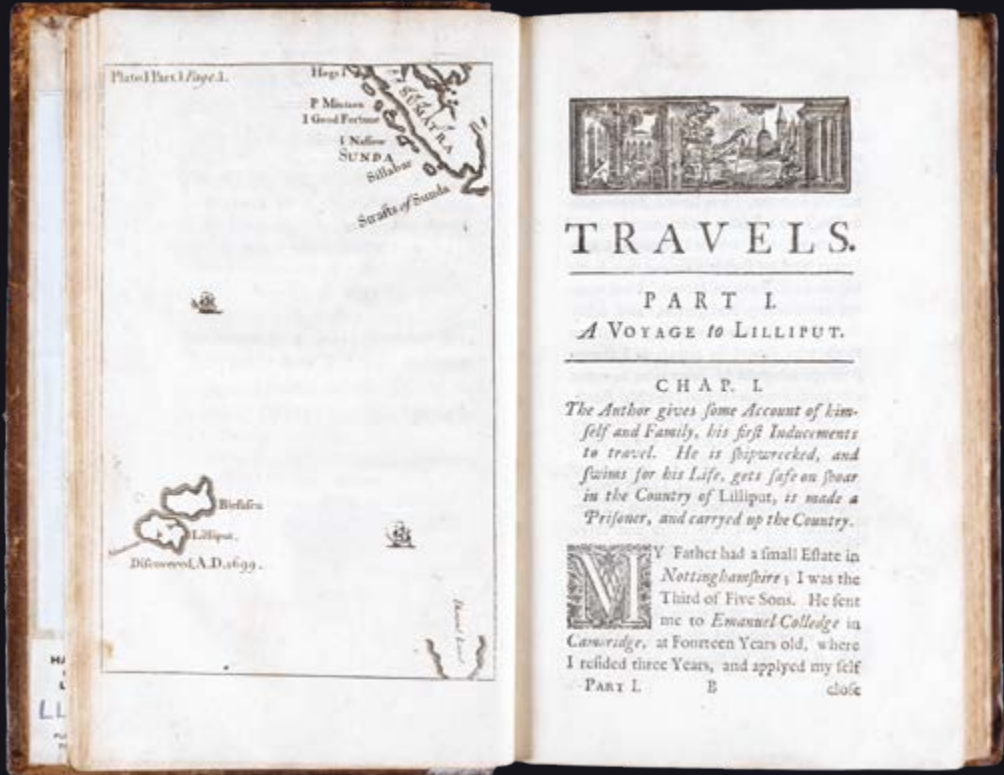 Plate I. Part. I. Page. 1.
Hogs I
P Mintaon
I Good Fortune
I Naſſow
SUNDA
Sillabar
SUMATRA
Straits of Sunda
Blefuſcu
Lilliput.
Diſcovered, A.D. 1699.
TRAVELS.
PART I.
A VOYAGE to LILLIPUT.
CHAP. I.
The Author gives ſome Account of him-
ſelf and Family, his firſt Inducements
to travel. He is ſhipwrecked, and
ſwims for his Life, gets ſafe on ſhoar
in the Country of Lilliput, is made a
Priſoner, and carryed up the Country.
MY Father had a ſmall Eſtate in
Nottinghamſhire; I was the
Third of Five Sons. He ſent
me to Emanuel Colledge in
Cambridge, at Fourteen Years old, where
I reſided three Years, and applyed my ſelf
PART I. B cloſe